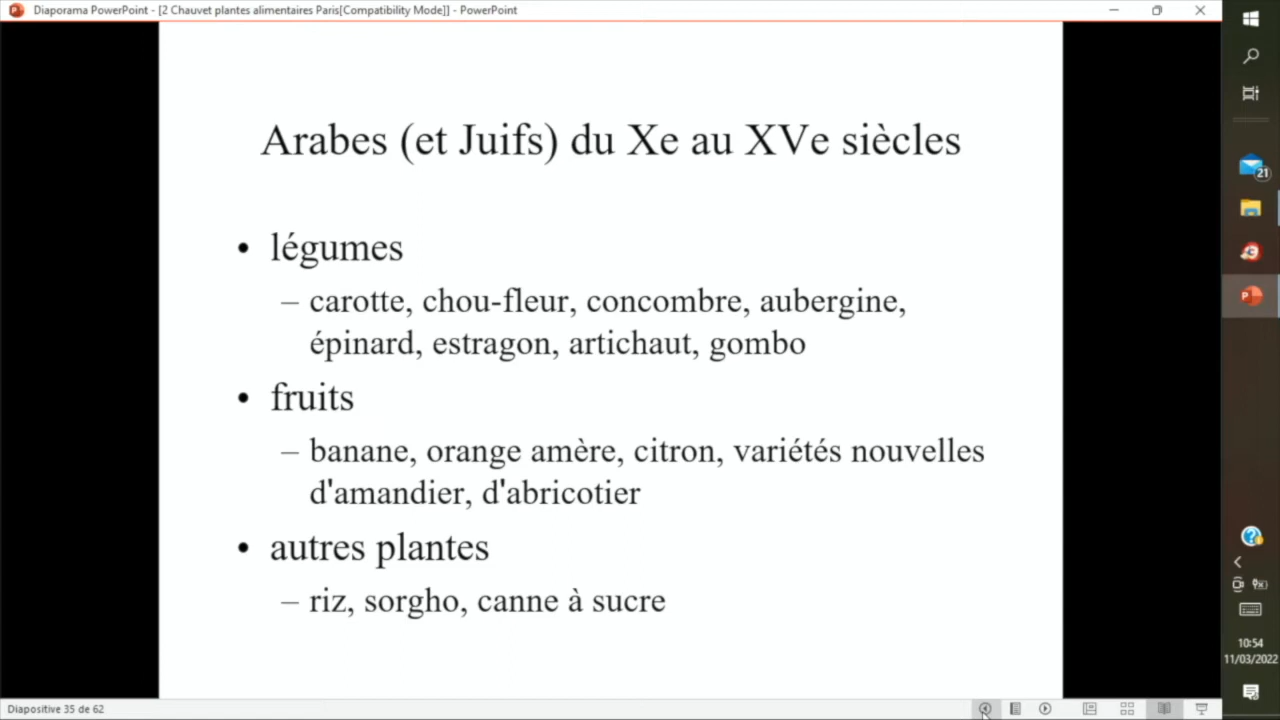 Diaporama PowerPoint - [2 Chauvet plantes alimentaires Paris[Compatibility Mode]] - PowerPoint
Arabes (et Juifs) du Xe au XVe siècles
• légumes
– carotte, chou-fleur, concombre, aubergine,
épinard, estragon, artichaut, gombo
• fruits
– banane, orange amère, citron, variétés nouvelles
d'amandier, d'abricotier
• autres plantes
– riz, sorgho, canne à sucre
21
10:54
11/03/2022
Diapositive 35 de 62